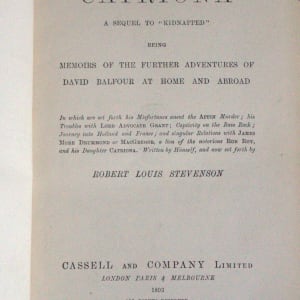 CATRIONA
A SEQUEL TO "KIDNAPPED"
BEING
MEMOIRS OF THE FURTHER ADVENTURES OF
DAVID BALFOUR AT HOME AND ABROAD
In which are set forth his Misfortunes anent the APPIN Murder; his
Troubles with LORD ADVOCATE GRANT; Captivity on the Bass Rock;
Journey into Holland and France; and singular Relations with JAMES
MORE DRUMMOND or MACGREGOR, a Son of the notorious ROB ROY,
and his Daughter CATRIONA. Written by Himself, and now set forth by
ROBERT LOUIS STEVENSON
CASSELL AND COMPANY LIMITED
LONDON PARIS & MELBOURNE
1893